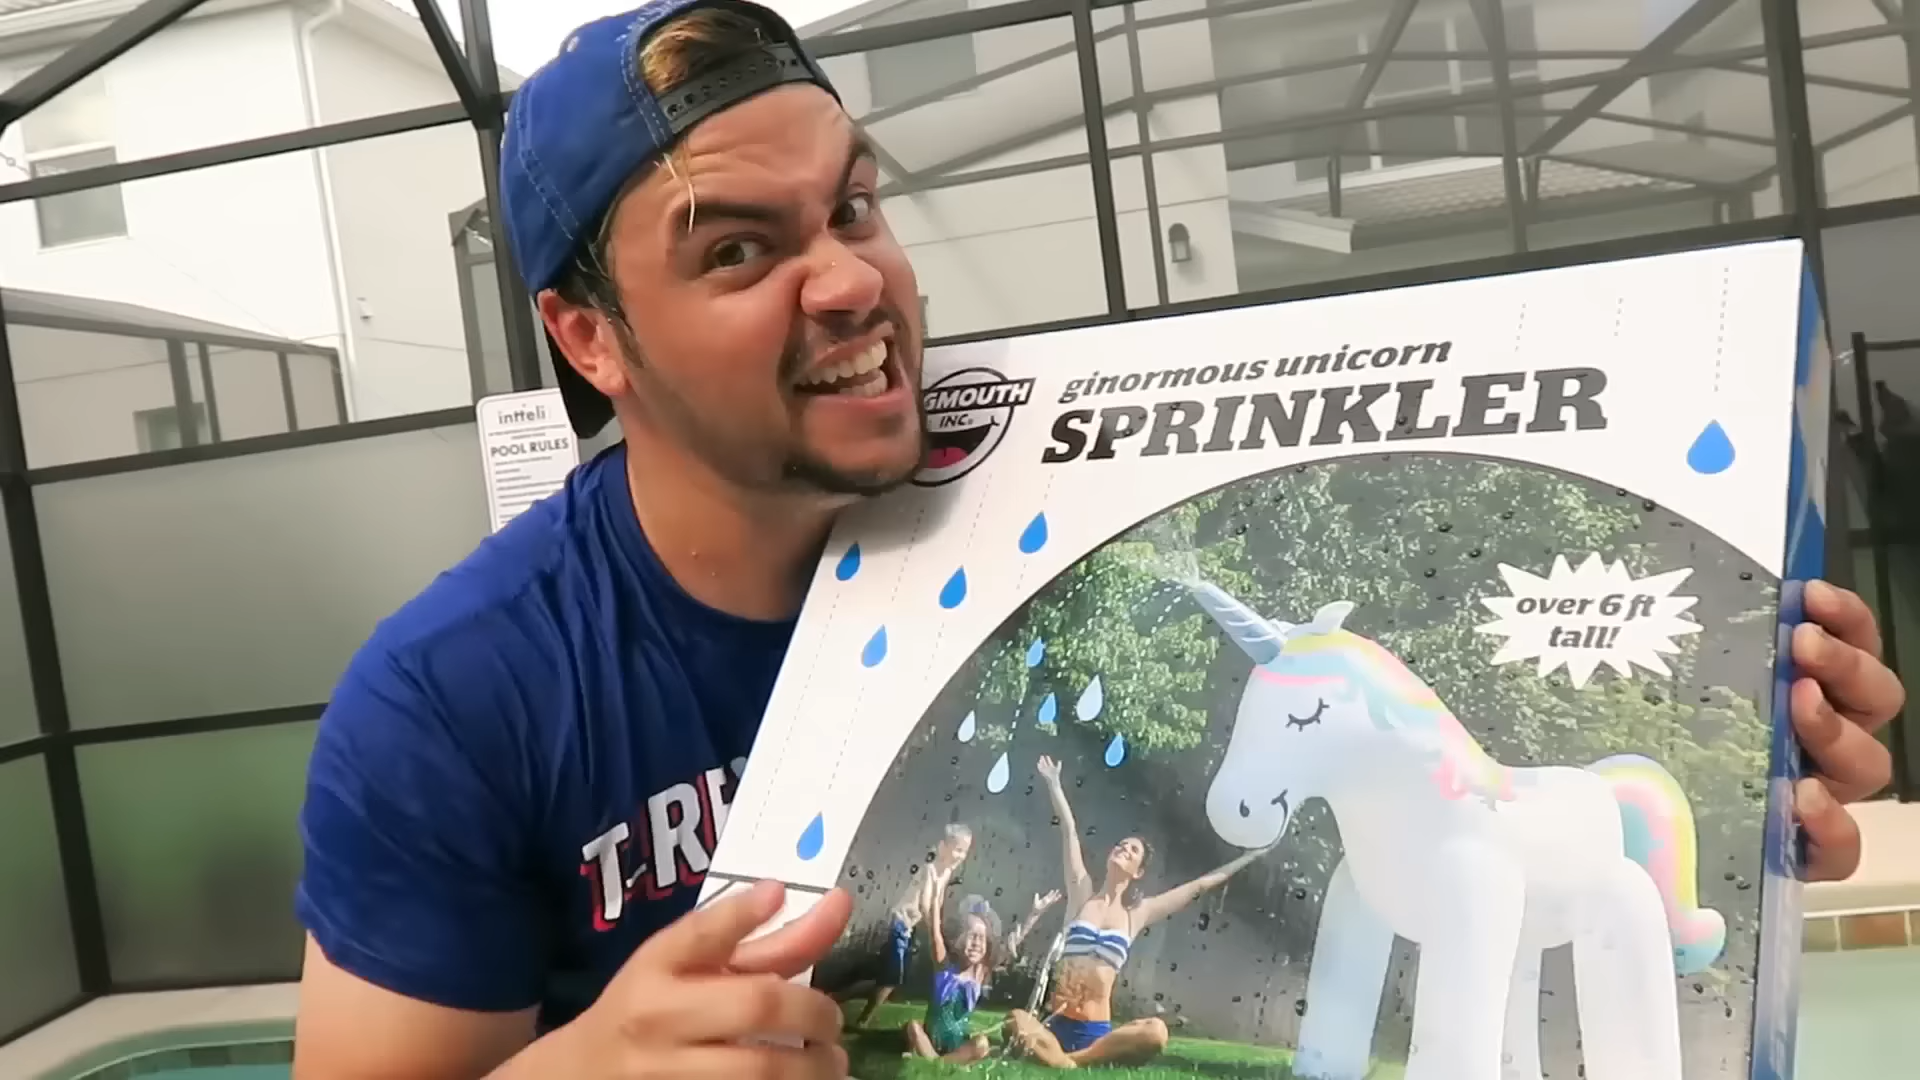 intteli
POOL RULES
GMOUTH
INC.
ginormous unicorn
SPRINKLER
over 6 ft
tall!
T-RE